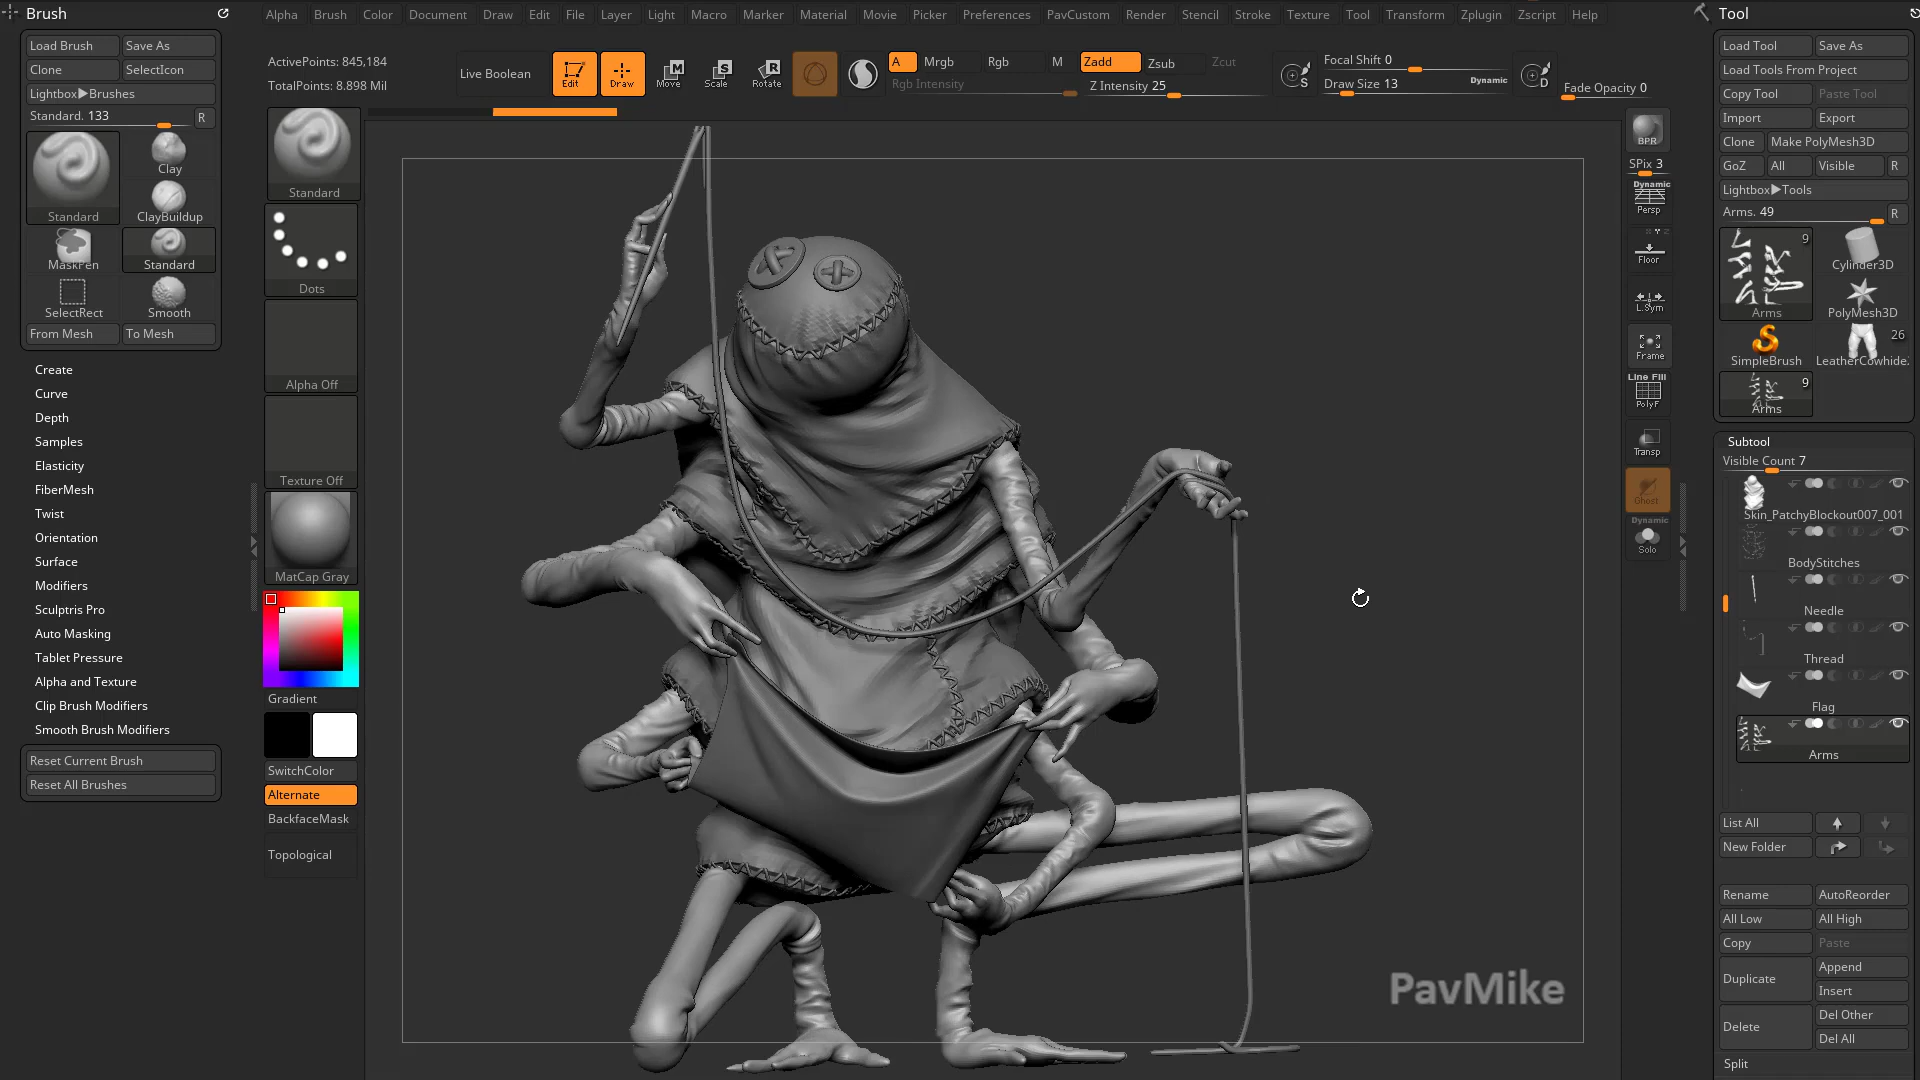 Brush
Alpha Brush Color Document Draw Edit File Layer Light Macro Marker Material Movie Picker Preferences PavCustom Render Stencil Stroke Texture Tool Transform Zplugin Zscript Help
Tool
Load Brush Save As
Clone SelectIcon
Lightbox▶Brushes
Standard. 133 R
Standard
Clay
ClayBuildup
MaskPen
Standard
SelectRect
Smooth
From Mesh To Mesh
Create
Curve
Depth
Samples
Elasticity
FiberMesh
Twist
Orientation
Surface
Modifiers
Sculptris Pro
Auto Masking
Tablet Pressure
Alpha and Texture
Clip Brush Modifiers
Smooth Brush Modifiers
Reset Current Brush
Reset All Brushes
ActivePoints: 845,184
TotalPoints: 8.898 Mil
Live Boolean
Edit
Draw
Move
Scale
Rotate
A Mrgb Rgb M
Rgb Intensity
Zadd Zsub Zcut
Z Intensity 25
S
Focal Shift 0
Draw Size 13
Dynamic
D
Fade Opacity 0
Standard
Dots
Alpha Off
Texture Off
MatCap Gray
Gradient
SwitchColor
Alternate
BackfaceMask
Topological
PavMike
BPR
SPix 3
Dynamic
Persp
Floor
L.Sym
Frame
Line Fill
PolyF
Transp
Ghost
Dynamic
Solo
Load Tool Save As
Load Tools From Project
Copy Tool Paste Tool
Import Export
Clone Make PolyMesh3D
GoZ All Visible R
Lightbox▶Tools
Arms. 49 R
9
Arms
Cylinder3D
PolyMesh3D
SimpleBrush
26
LeatherCowhide.
9
Arms
Subtool
Visible Count 7
Skin_PatchyBlockout007_001
BodyStitches
Needle
Thread
Flag
Arms
List All
New Folder
Rename AutoReorder
All Low All High
Copy Paste
Duplicate
Append
Insert
Delete
Del Other
Del All
Split